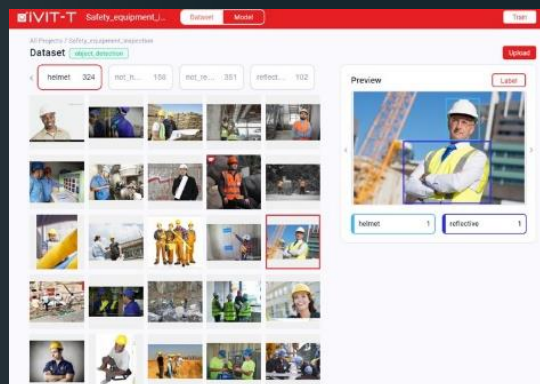 iVIT-T Safety_equipment_i... Dataset Model Train
All Projects / Safety_equipment_inspection
Dataset object_detection Upload
helmet 324 not_h... 156 not_re... 351 reflect... 102
Preview Label
helmet 1 reflective 1